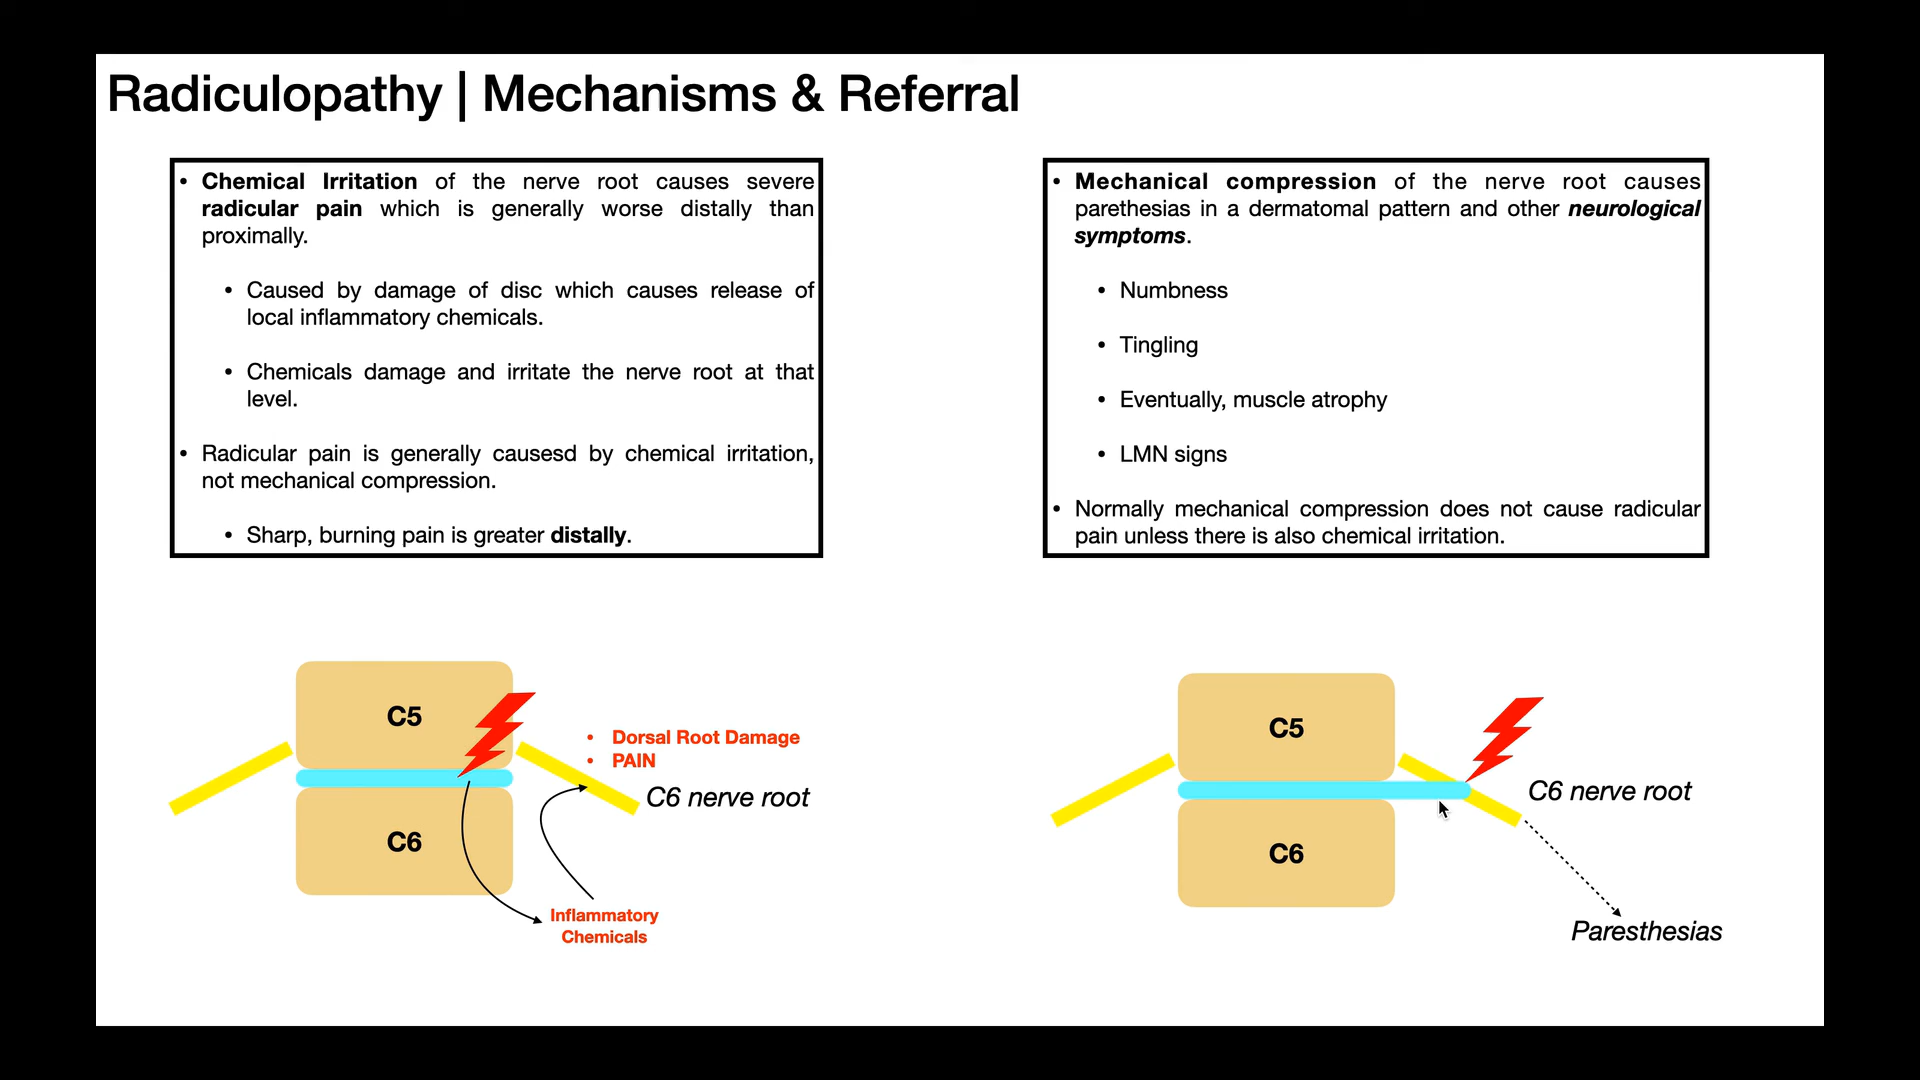 Radiculopathy | Mechanisms & Referral
• Chemical Irritation of the nerve root causes severe
radicular pain which is generally worse distally than
proximally.
• Caused by damage of disc which causes release of
local inflammatory chemicals.
• Chemicals damage and irritate the nerve root at that
level.
• Radicular pain is generally causesd by chemical irritation,
not mechanical compression.
• Sharp, burning pain is greater distally.
• Mechanical compression of the nerve root causes
parethesias in a dermatomal pattern and other neurological
symptoms.
• Numbness
• Tingling
• Eventually, muscle atrophy
• LMN signs
• Normally mechanical compression does not cause radicular
pain unless there is also chemical irritation.
C5
• Dorsal Root Damage
• PAIN
C6 nerve root
C6
Inflammatory
Chemicals
C5
C6 nerve root
C6
Paresthesias